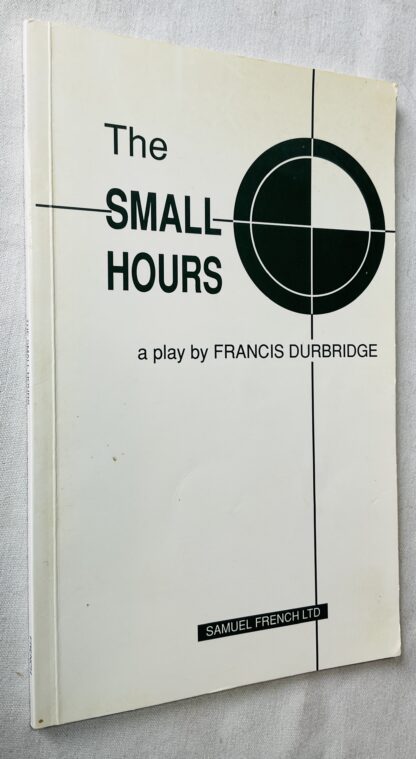 The
SMALL
HOURS
a play by FRANCIS DURBRIDGE
SAMUEL FRENCH LTD